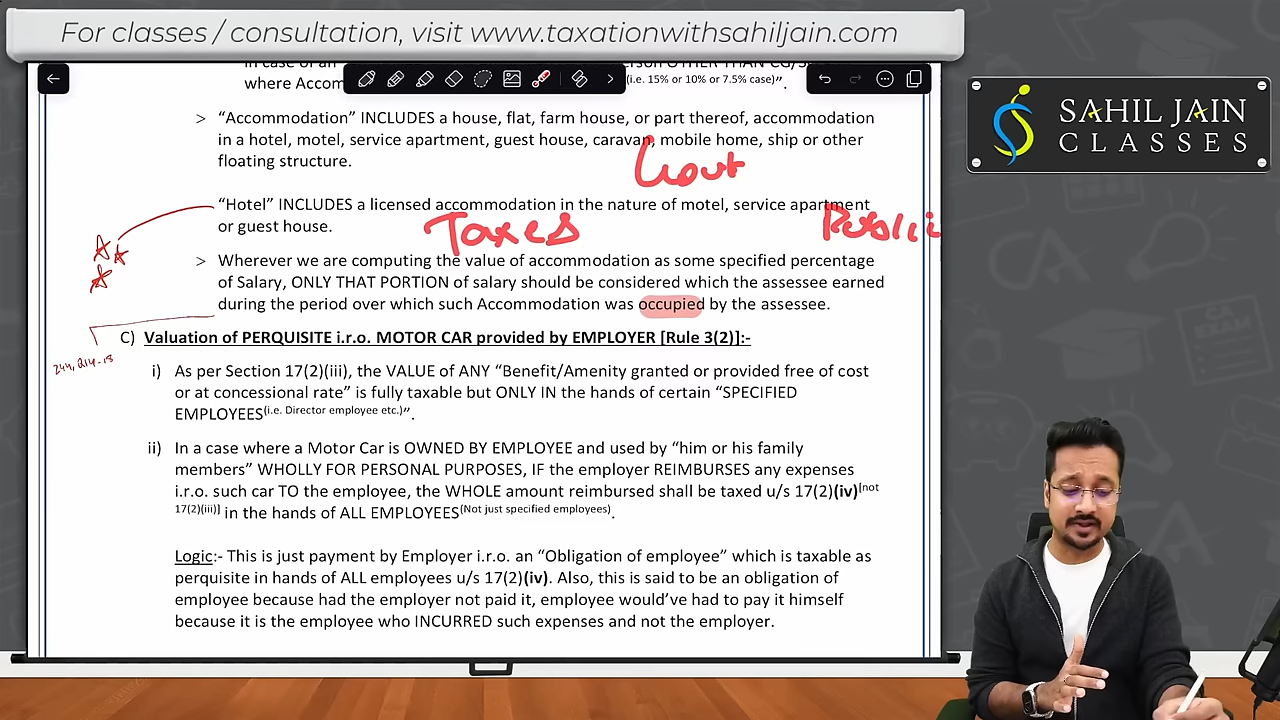 For classes / consultation, visit www.taxationwithsahiljain.com
SAHIL JAIN
CLASSES
where Accom
(i.e. 15% or 10% or 7.5% case)”.
> “Accommodation” INCLUDES a house, flat, farm house, or part thereof, accommodation
in a hotel, motel, service apartment, guest house, caravan, mobile home, ship or other
floating structure.
Gout
“Hotel” INCLUDES a licensed accommodation in the nature of motel, service apartment
or guest house.
Taxes
Public
> Wherever we are computing the value of accommodation as some specified percentage
of Salary, ONLY THAT PORTION of salary should be considered which the assessee earned
during the period over which such Accommodation was occupied by the assessee.
C) Valuation of PERQUISITE i.r.o. MOTOR CAR provided by EMPLOYER [Rule 3(2)]:-
i) As per Section 17(2)(iii), the VALUE of ANY “Benefit/Amenity granted or provided free of cost
or at concessional rate” is fully taxable but ONLY IN the hands of certain “SPECIFIED
EMPLOYEES(i.e. Director employee etc.)”.
ii) In a case where a Motor Car is OWNED BY EMPLOYEE and used by “him or his family
members” WHOLLY FOR PERSONAL PURPOSES, IF the employer REIMBURSES any expenses
i.r.o. such car TO the employee, the WHOLE amount reimbursed shall be taxed u/s 17(2)(iv)[not
17(2)(iii)] in the hands of ALL EMPLOYEES(Not just specified employees).
Logic:- This is just payment by Employer i.r.o. an “Obligation of employee” which is taxable as
perquisite in hands of ALL employees u/s 17(2)(iv). Also, this is said to be an obligation of
employee because had the employer not paid it, employee would’ve had to pay it himself
because it is the employee who INCURRED such expenses and not the employer.